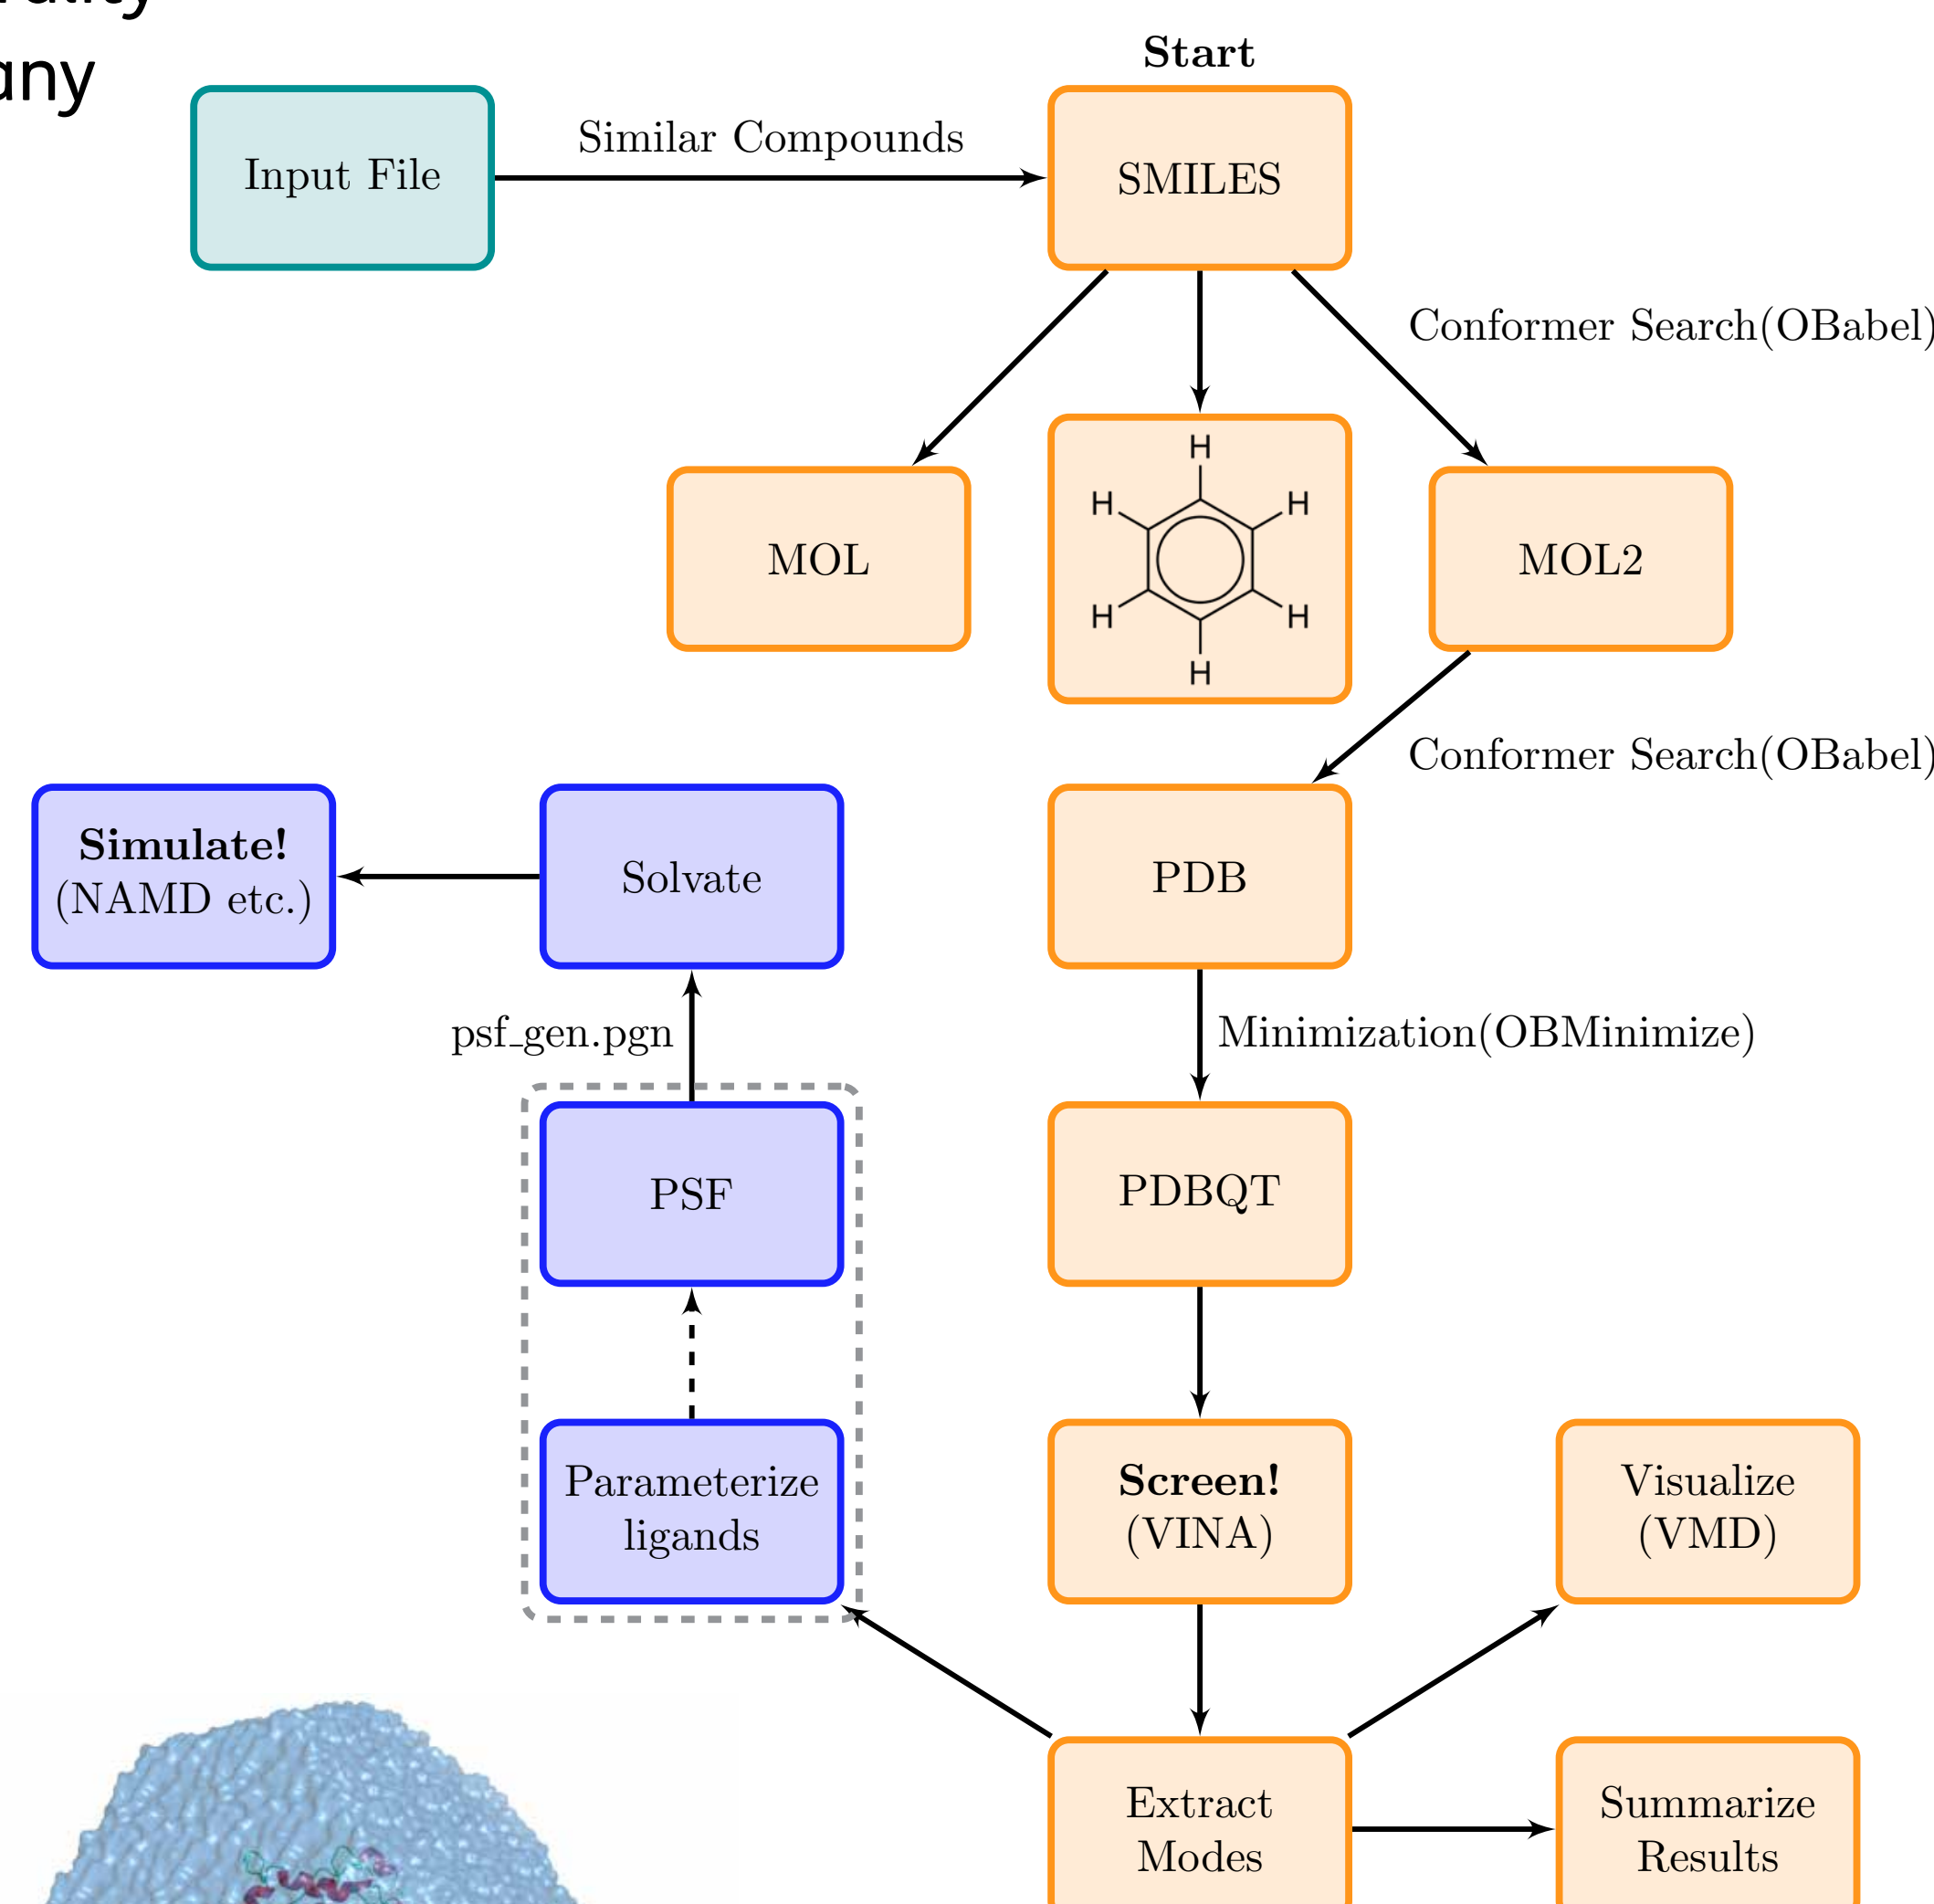 any
Start
Input File
Similar Compounds
SMILES
Conformer Search(OBabel)
H
H H
MOL
MOL2
H H
H
Conformer Search(OBabel)
Simulate!
(NAMD etc.)
Solvate
PDB
psf_gen.pgn
Minimization(OBMinimize)
PSF
PDBQT
Parameterize
ligands
Screen!
(VINA)
Visualize
(VMD)
Extract
Modes
Summarize
Results